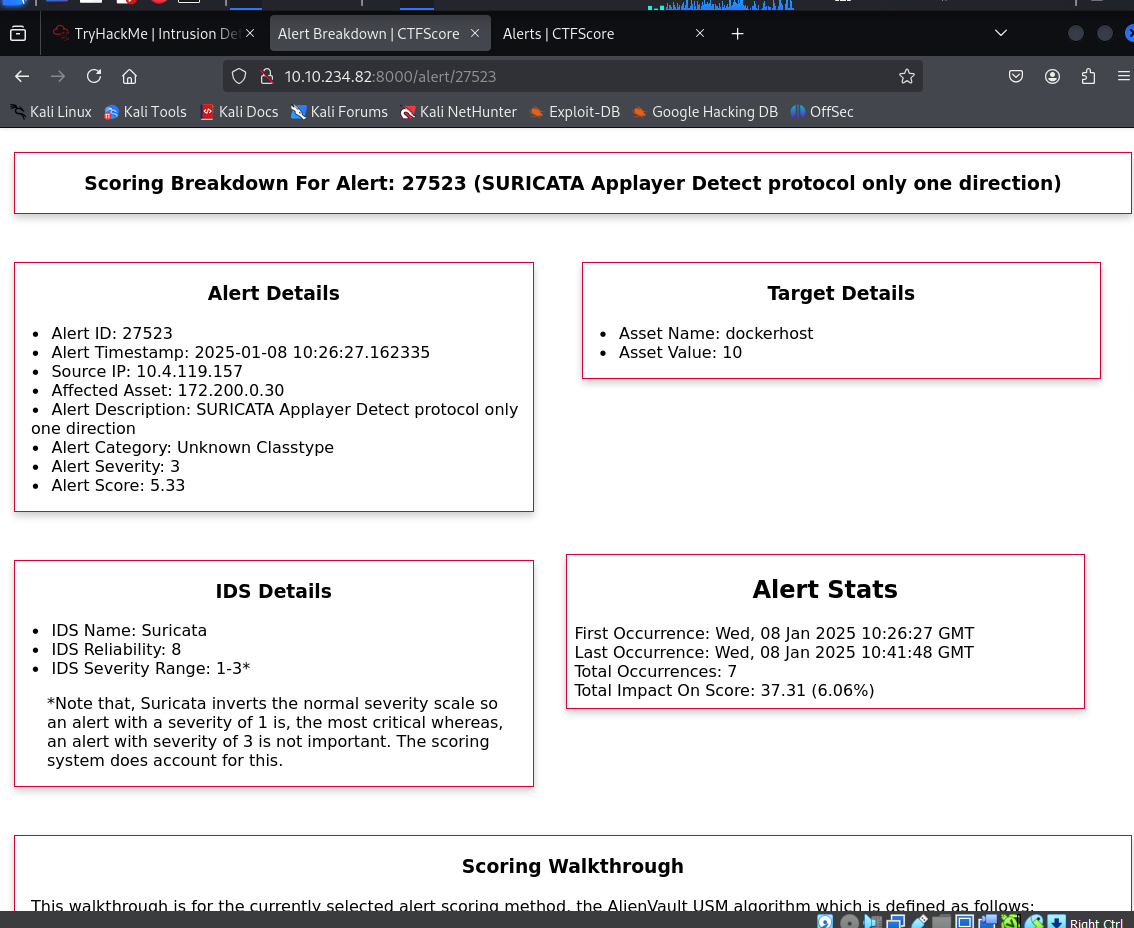 TryHackMe | Intrusion De
Alert Breakdown | CTFScore
Alerts | CTFScore
10.10.234.82:8000/alert/27523
Kali Linux
Kali Tools
Kali Docs
Kali Forums
Kali NetHunter
Exploit-DB
Google Hacking DB
OffSec
Scoring Breakdown For Alert: 27523 (SURICATA Applayer Detect protocol only one direction)
Alert Details
• Alert ID: 27523
• Alert Timestamp: 2025-01-08 10:26:27.162335
• Source IP: 10.4.119.157
• Affected Asset: 172.200.0.30
• Alert Description: SURICATA Applayer Detect protocol only
one direction
• Alert Category: Unknown Classtype
• Alert Severity: 3
• Alert Score: 5.33
Target Details
• Asset Name: dockerhost
• Asset Value: 10
IDS Details
• IDS Name: Suricata
• IDS Reliability: 8
• IDS Severity Range: 1-3*
*Note that, Suricata inverts the normal severity scale so
an alert with a severity of 1 is, the most critical whereas,
an alert with severity of 3 is not important. The scoring
system does account for this.
Alert Stats
First Occurrence: Wed, 08 Jan 2025 10:26:27 GMT
Last Occurrence: Wed, 08 Jan 2025 10:41:48 GMT
Total Occurrences: 7
Total Impact On Score: 37.31 (6.06%)
Scoring Walkthrough
This walkthrough is for the currently selected alert scoring method, the AlienVault USM algorithm which is defined as follows:
Right Ctrl